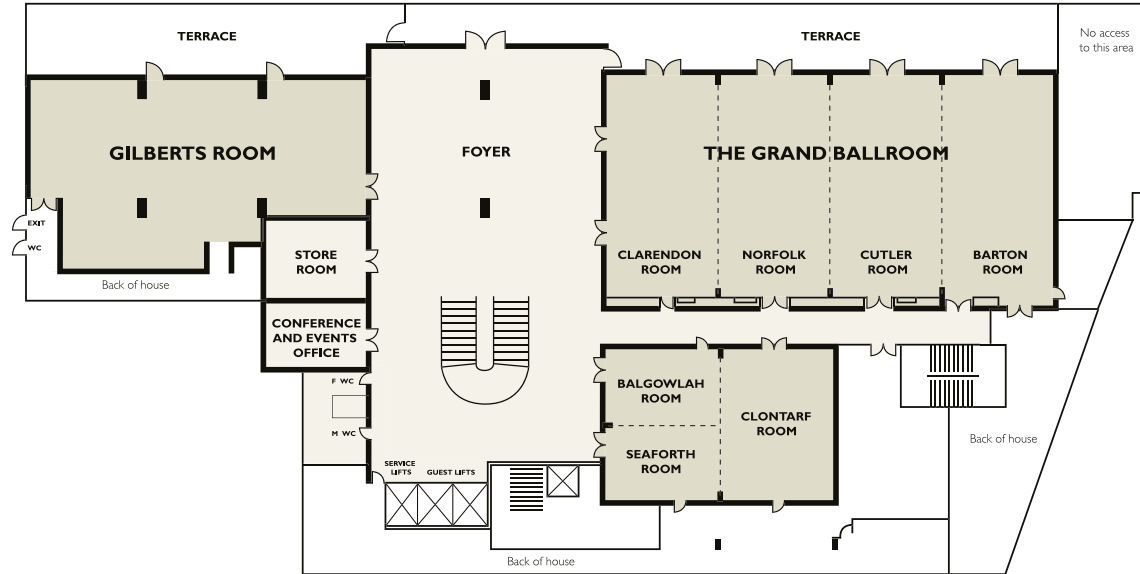 TERRACE
TERRACE
No access
to this area
GILBERTS ROOM
FOYER
THE GRAND BALLROOM
EXIT
WC
STORE
ROOM
CLARENDON
ROOM
NORFOLK
ROOM
CUTLER
ROOM
BARTON
ROOM
Back of house
CONFERENCE
AND EVENTS
OFFICE
F WC
M WC
BALGOWLAH
ROOM
CLONTARF
ROOM
SEAFORTH
ROOM
Back of house
SERVICE
LIFTS
GUEST LIFTS
Back of house